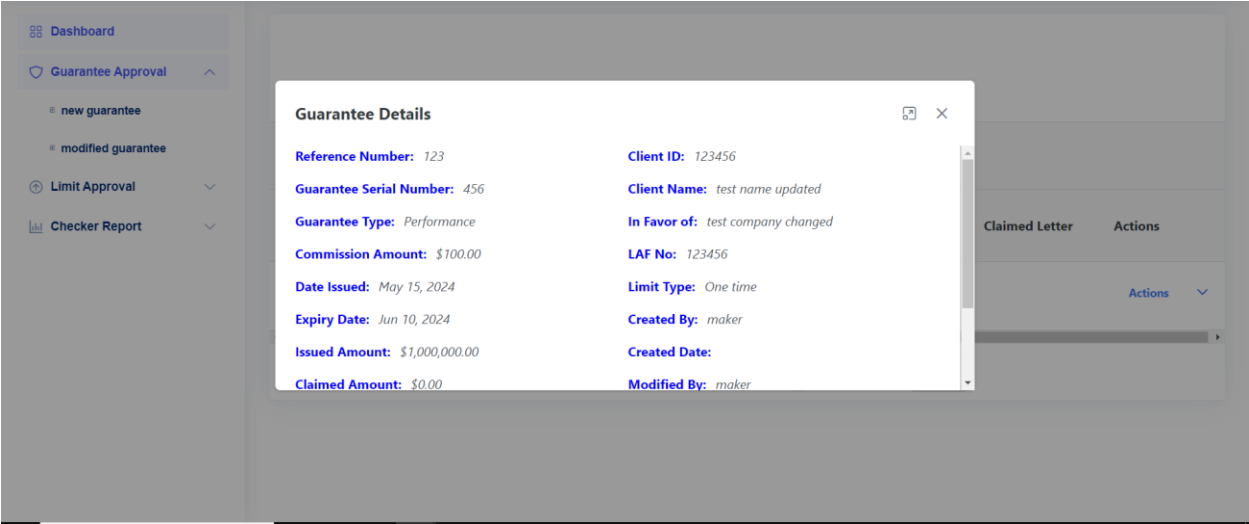 Dashboard
Guarantee Approval
new guarantee
modified guarantee
Limit Approval
Checker Report
Guarantee Details
Reference Number: 123
Client ID: 123456
Guarantee Serial Number: 456
Client Name: test name updated
Guarantee Type: Performance
In Favor of: test company changed
Commission Amount: $100.00
LAF No: 123456
Date Issued: May 15, 2024
Limit Type: One time
Expiry Date: Jun 10, 2024
Created By: maker
Issued Amount: $1,000,000.00
Created Date:
Claimed Amount: $0.00
Modified By: maker
Claimed Letter
Actions
Actions